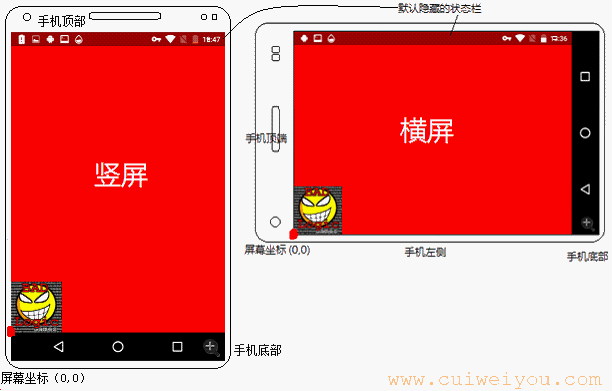 手机顶部
默认隐藏的状态栏
18:47
12:36
竖屏
横屏
手机顶端
屏幕坐标 (0,0)
手机左侧
手机底部
手机底部
屏幕坐标（0,0）
www.cuiweiyou.com